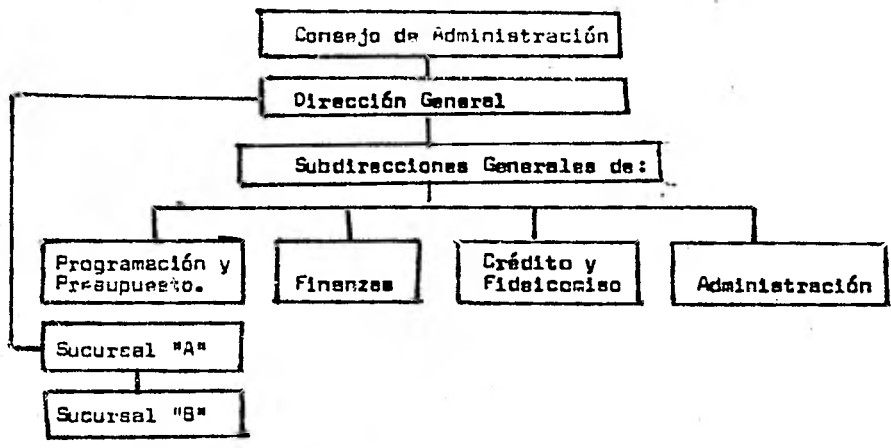 Consejo de Administración
Dirección General
Subdirecciones Generales de:
Programación y
Presupuesto.
Finanzas
Crédito y
Fideicomiso
Administración
Sucursal "A"
Sucursal "B"